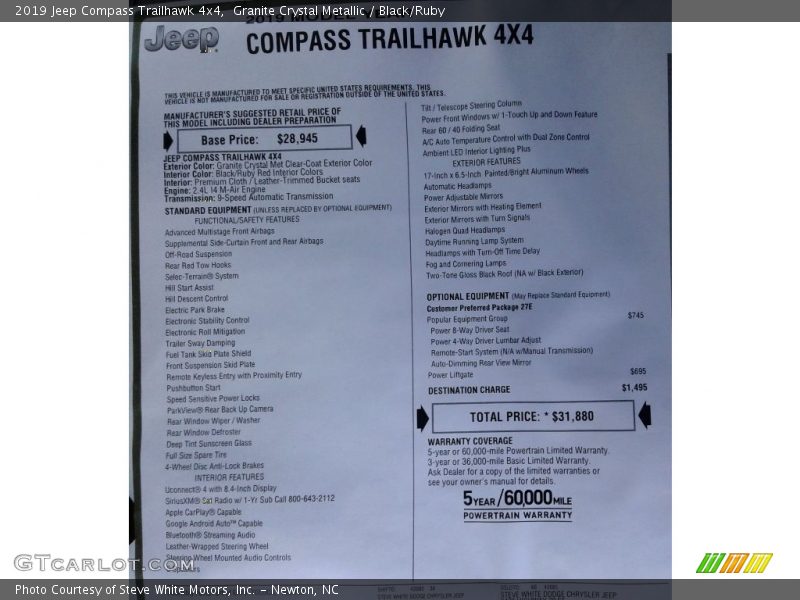 2019 Jeep Compass Trailhawk 4x4, Granite Crystal Metallic / Black/Ruby
2019 MODEL
Jeep
COMPASS TRAILHAWK 4X4
THIS VEHICLE IS MANUFACTURED TO MEET SPECIFIC UNITED STATES REQUIREMENTS. THIS
VEHICLE IS NOT MANUFACTURED FOR SALE OR REGISTRATION OUTSIDE OF THE UNITED STATES.
MANUFACTURER'S SUGGESTED RETAIL PRICE OF
THIS MODEL INCLUDING DEALER PREPARATION
Base Price: $28,945
JEEP COMPASS TRAILHAWK 4X4
Exterior Color: Granite Crystal Met Clear-Coat Exterior Color
Interior Color: Black/Ruby Red Interior Colors
Interior: Premium Cloth / Leather-Trimmed Bucket seats
Engine: 2.4L I4 M-Air Engine
Transmission: 9-Speed Automatic Transmission
STANDARD EQUIPMENT (UNLESS REPLACED BY OPTIONAL EQUIPMENT)
FUNCTIONAL/SAFETY FEATURES
Advanced Multistage Front Airbags
Supplemental Side-Curtain Front and Rear Airbags
Off-Road Suspension
Rear Red Tow Hooks
Selec-Terrain® System
Hill Start Assist
Hill Descent Control
Electric Park Brake
Electronic Stability Control
Electronic Roll Mitigation
Trailer Sway Damping
Fuel Tank Skid Plate Shield
Front Suspension Skid Plate
Remote Keyless Entry with Proximity Entry
Pushbutton Start
Speed Sensitive Power Locks
ParkView® Rear Back Up Camera
Rear Window Wiper / Washer
Rear Window Defroster
Deep Tint Sunscreen Glass
Full Size Spare Tire
4-Wheel Disc Anti-Lock Brakes
INTERIOR FEATURES
Uconnect® 4 with 8.4-Inch Display
SiriusXM® Sat Radio w/ 1-Yr Sub Call 800-643-2112
Apple CarPlay® Capable
Google Android Auto™ Capable
Bluetooth® Streaming Audio
Leather-Wrapped Steering Wheel
Steering Wheel Mounted Audio Controls
Tilt / Telescope Steering Column
Power Front Windows w/ 1-Touch Up and Down Feature
Rear 60 / 40 Folding Seat
A/C Auto Temperature Control with Dual Zone Control
Ambient LED Interior Lighting Plus
EXTERIOR FEATURES
17-Inch x 6.5-Inch Painted/Bright Aluminum Wheels
Automatic Headlamps
Power Adjustable Mirrors
Exterior Mirrors with Heating Element
Exterior Mirrors with Turn Signals
Halogen Quad Headlamps
Daytime Running Lamp System
Headlamps with Turn-Off Time Delay
Fog and Cornering Lamps
Two-Tone Gloss Black Roof (NA w/ Black Exterior)
OPTIONAL EQUIPMENT (May Replace Standard Equipment)
Customer Preferred Package 27E
Popular Equipment Group $745
Power 8-Way Driver Seat
Power 4-Way Driver Lumbar Adjust
Remote-Start System (N/A w/Manual Transmission)
Auto-Dimming Rear View Mirror
Power Liftgate $695
DESTINATION CHARGE $1,495
TOTAL PRICE: * $31,880
WARRANTY COVERAGE
5-year or 60,000-mile Powertrain Limited Warranty.
3-year or 36,000-mile Basic Limited Warranty.
Ask Dealer for a copy of the limited warranties or
see your owner's manual for details.
5YEAR/60,000MILE
POWERTRAIN WARRANTY
GTcarlot.com
STEVE WHITE DODGE CHRYSLER JEEP
STEVE WHITE DODGE CHRYSLER JEEP
Photo Courtesy of Steve White Motors, Inc. – Newton, NC